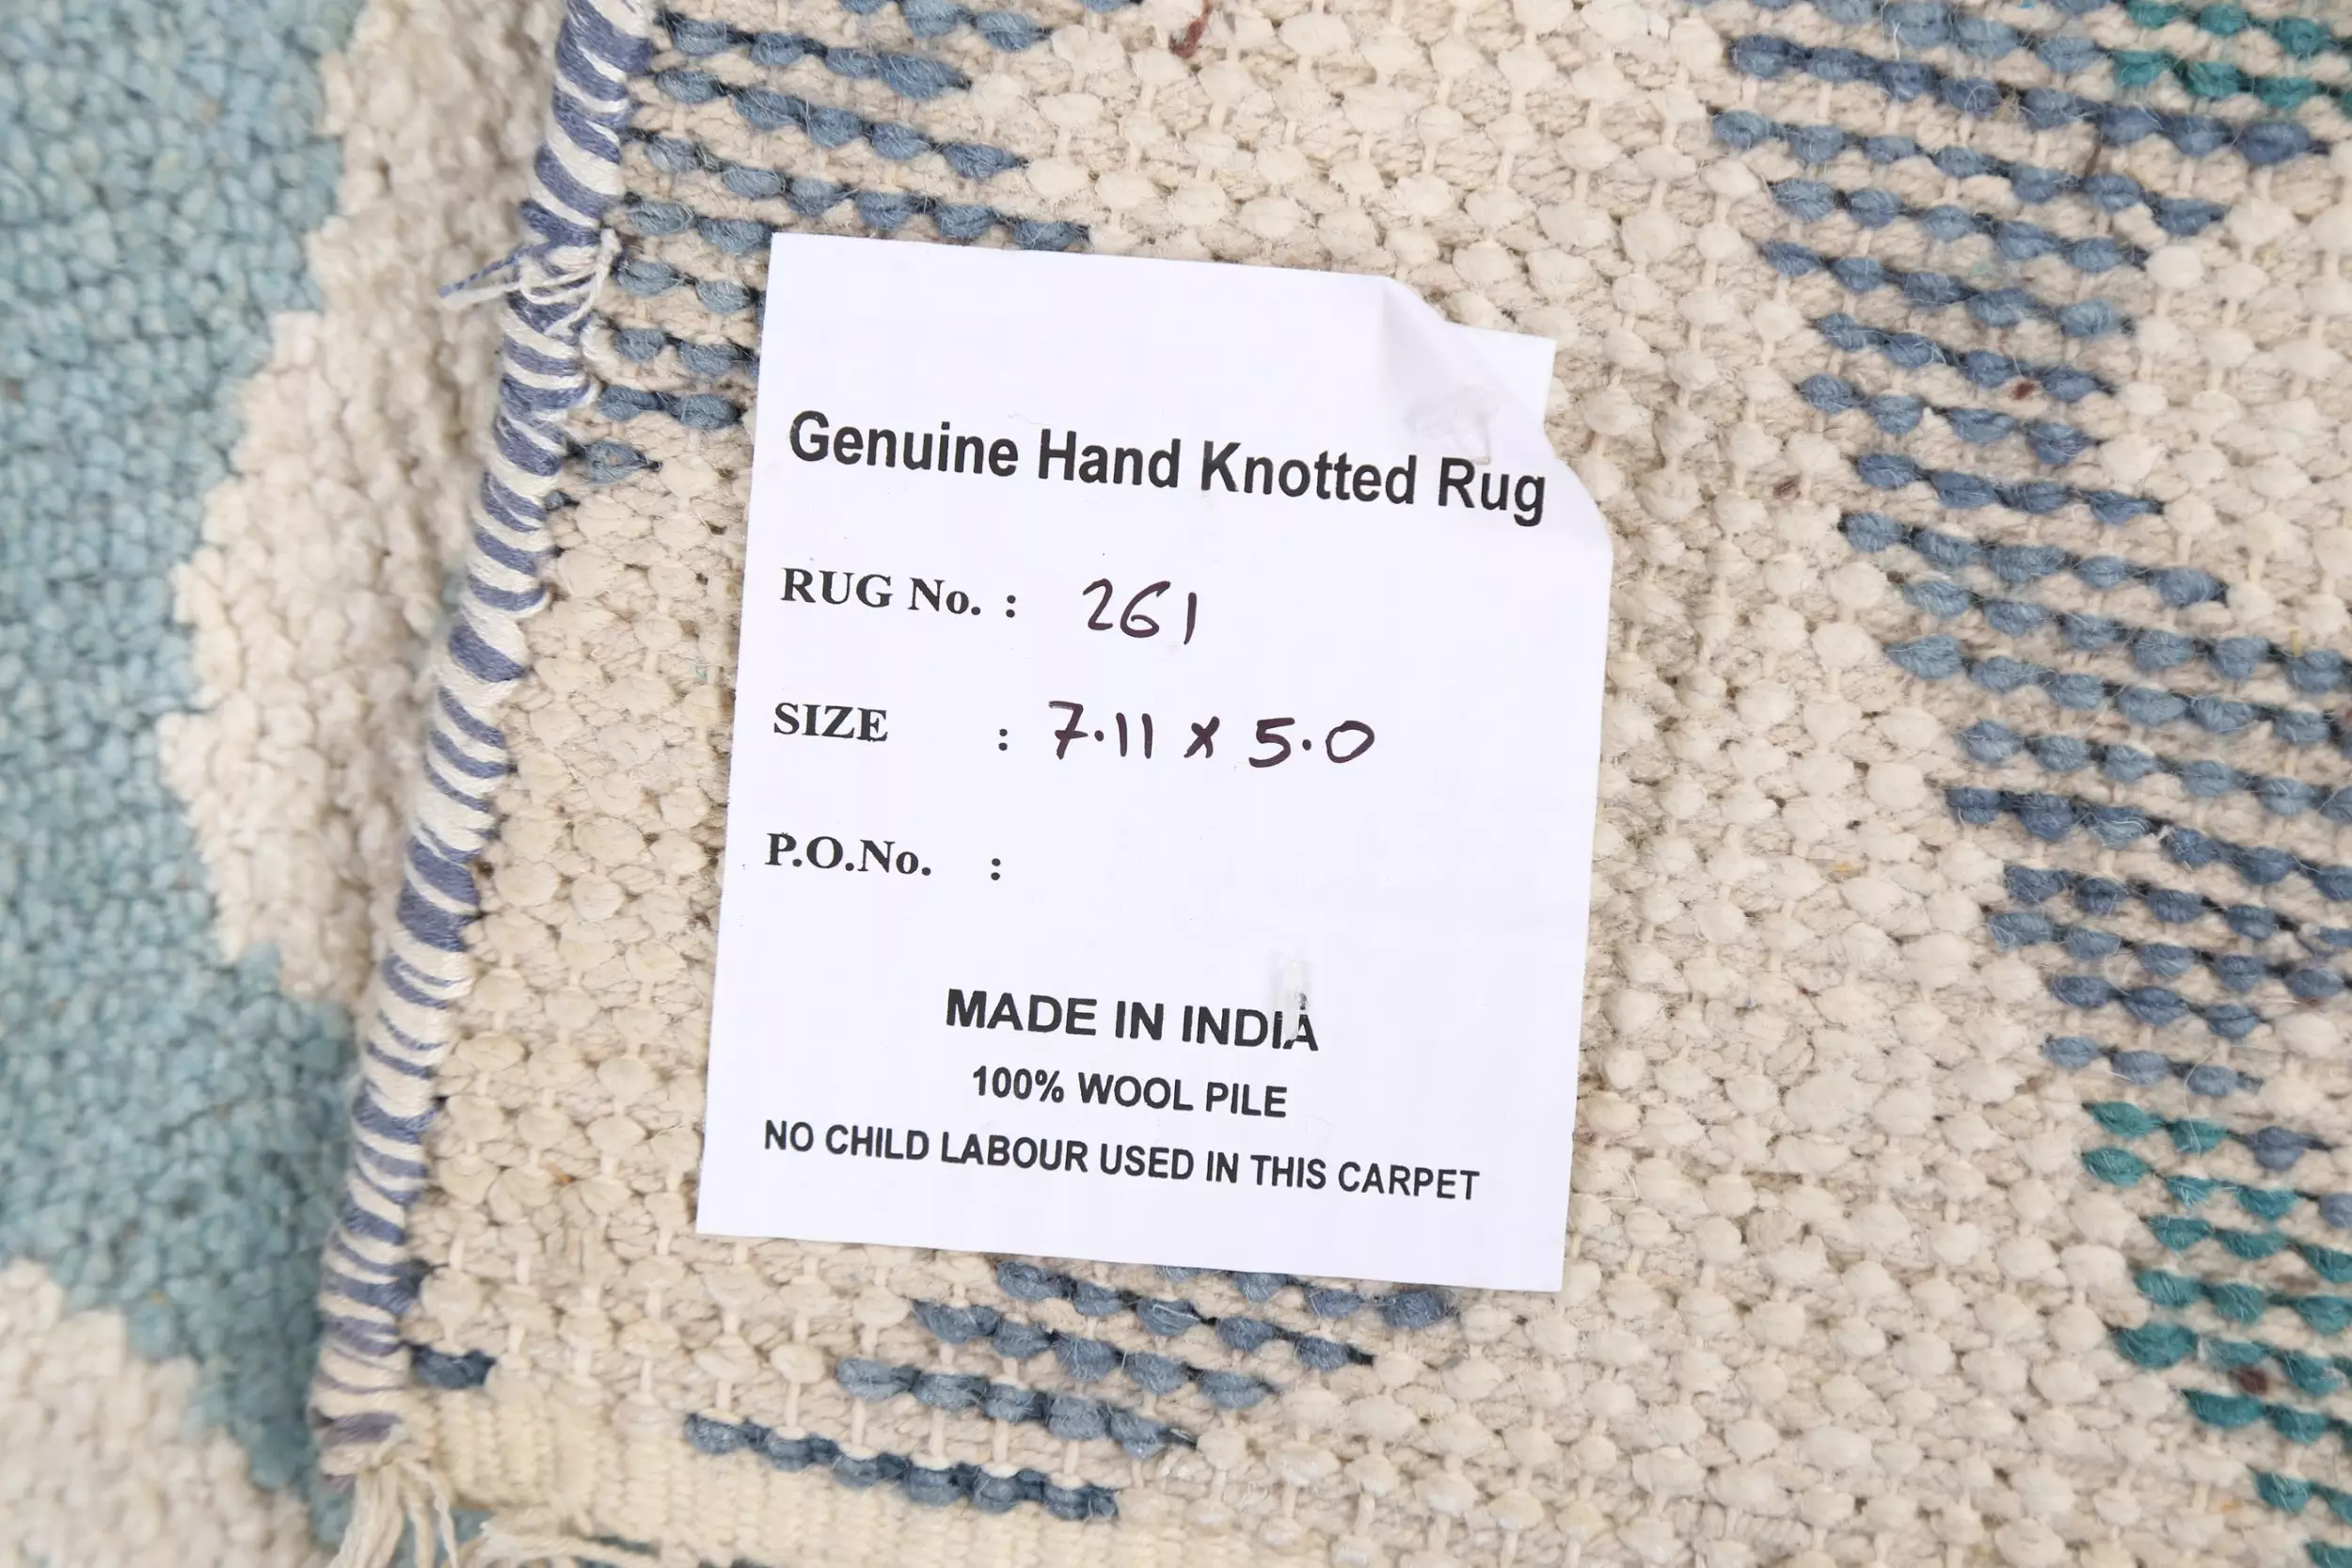 Genuine Hand Knotted Rug
RUG No. : 261
SIZE : 7.11 x 5.0
P.O.No. :
MADE IN INDIA
100% WOOL PILE
NO CHILD LABOUR USED IN THIS CARPET